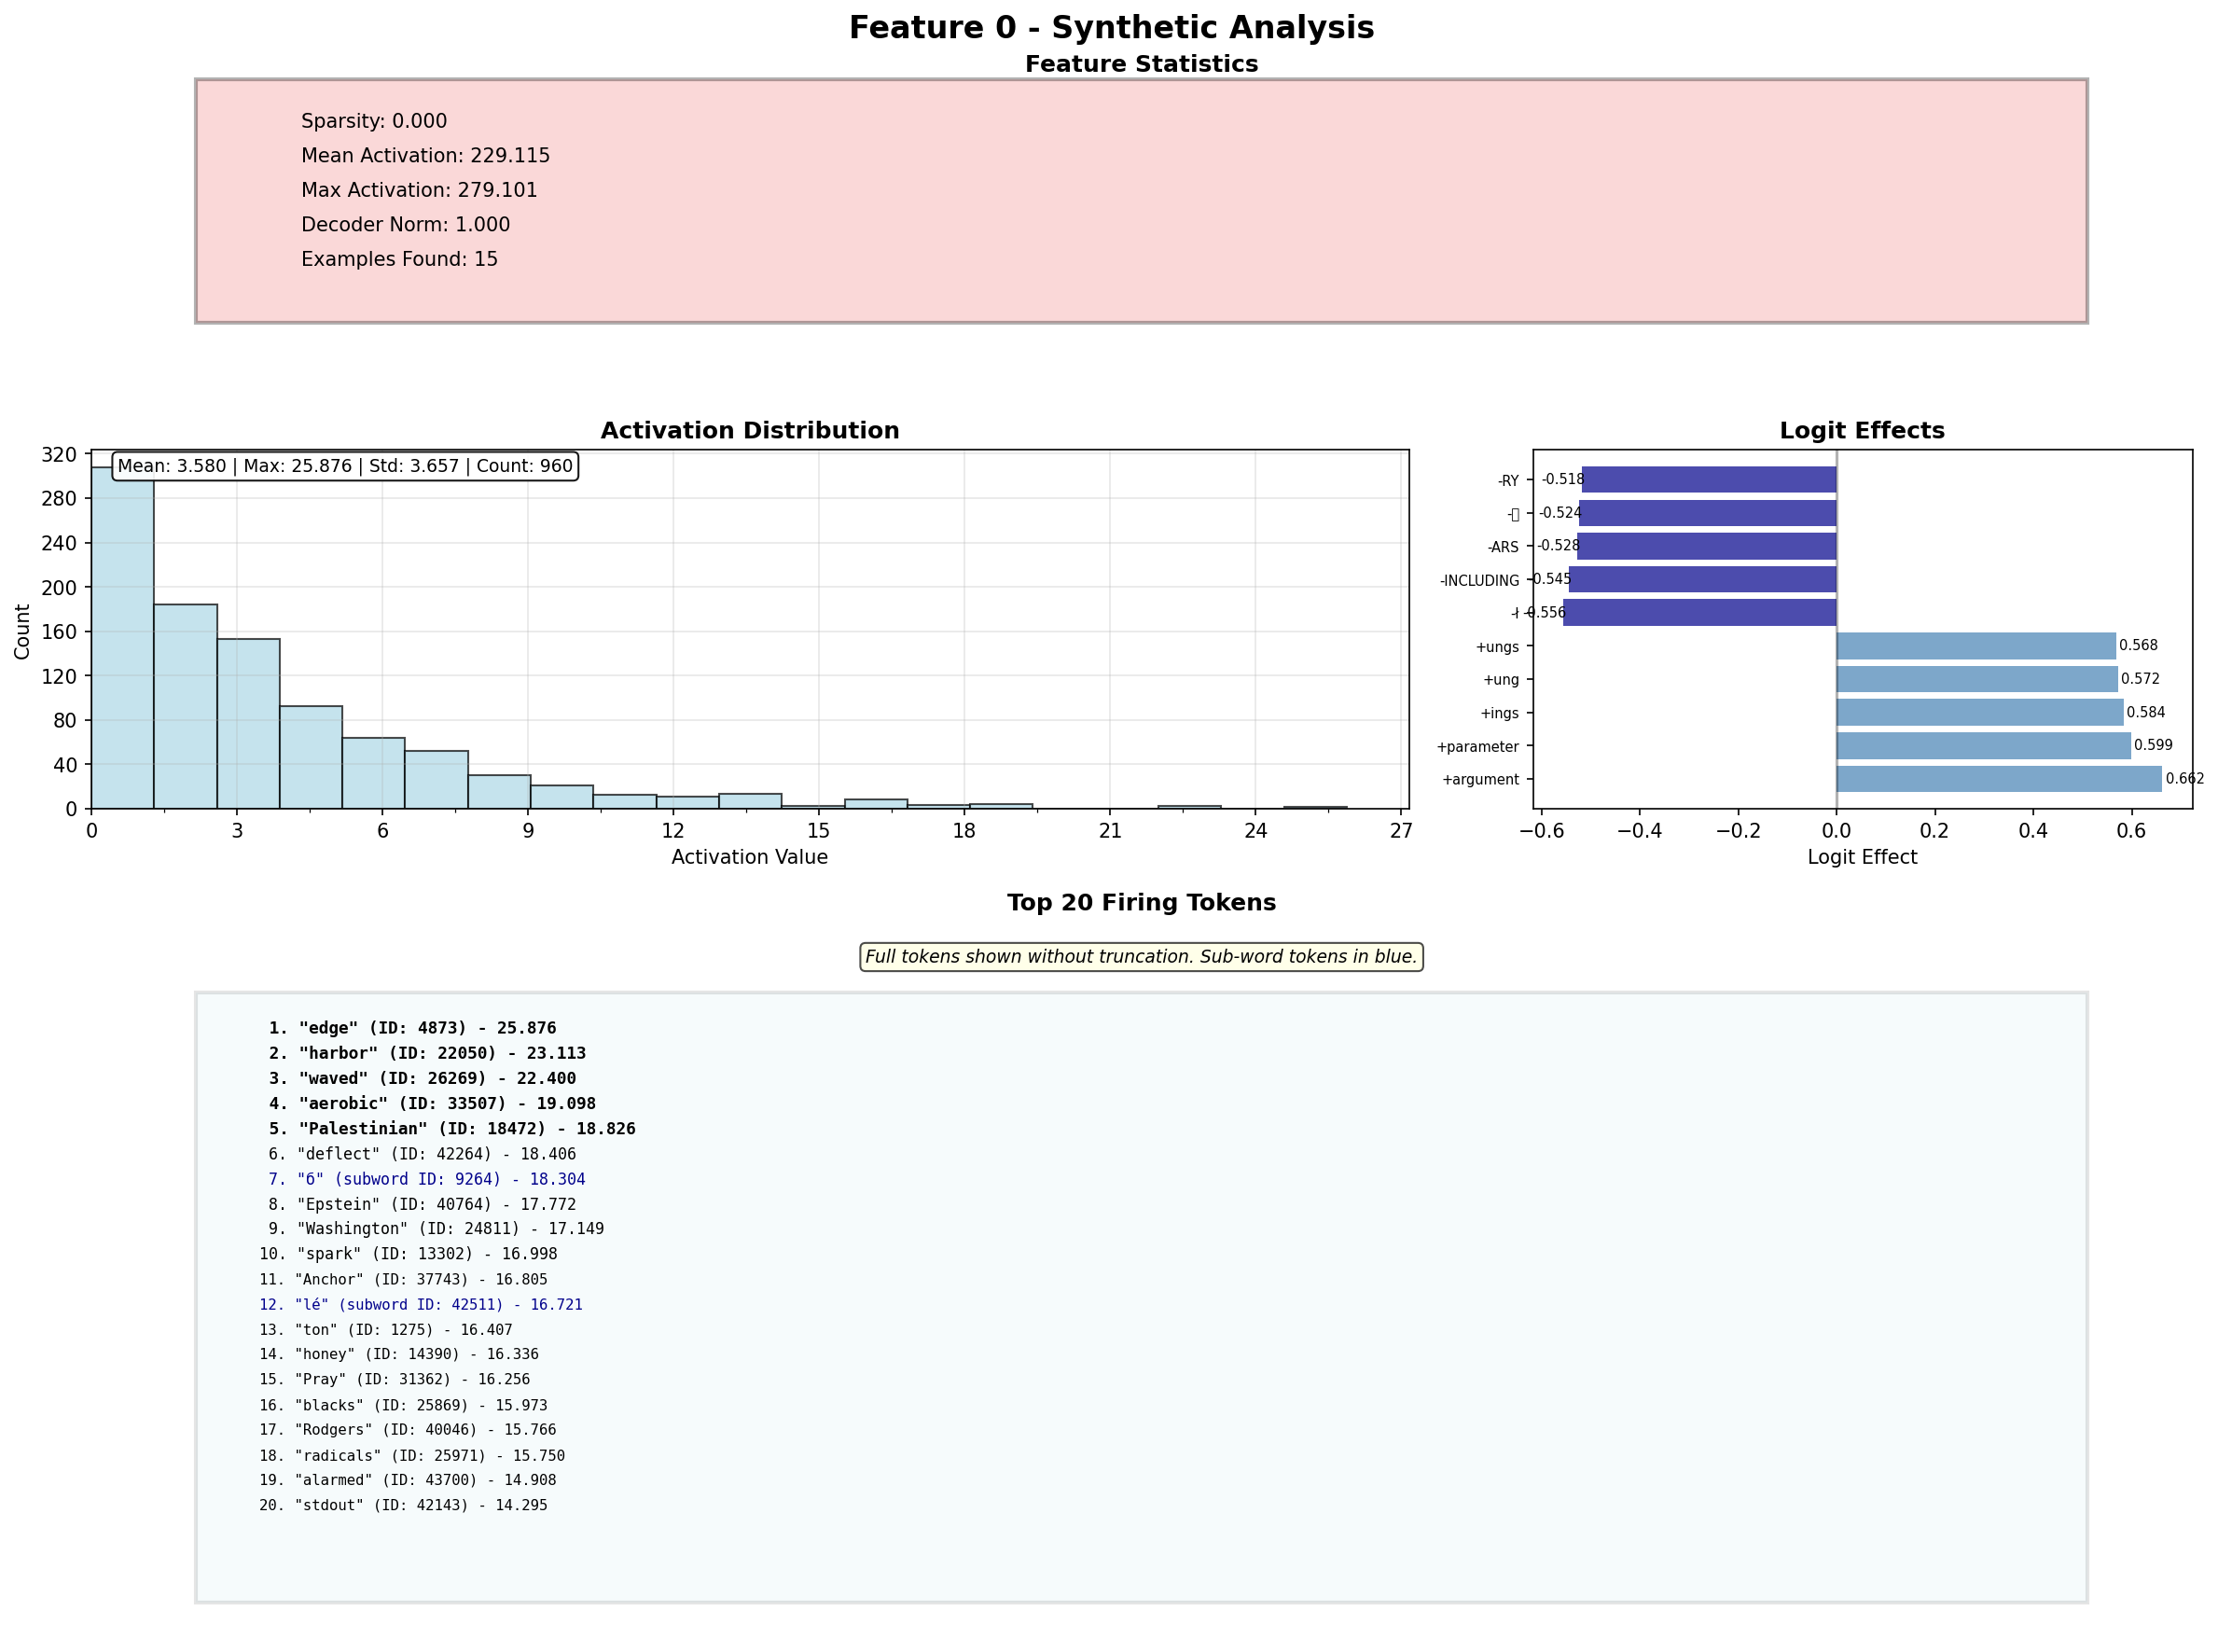 Feature 0 - Synthetic Analysis
Feature Statistics
Sparsity: 0.000
Mean Activation: 229.115
Max Activation: 279.101
Decoder Norm: 1.000
Examples Found: 15
Activation Distribution
Mean: 3.580 | Max: 25.876 | Std: 3.657 | Count: 960
Count
320
280
240
200
160
120
80
40
0
0 3 6 9 12 15 18 21 24 27
Activation Value
Logit Effects
-RY -0.518
- -0.524
-ARS -0.528
-INCLUDING -0.545
-0.556
+ungs 0.568
+ung 0.572
+ings 0.584
+parameter 0.599
+argument 0.662
−0.6 −0.4 −0.2 0.0 0.2 0.4 0.6
Logit Effect
Top 20 Firing Tokens
Full tokens shown without truncation. Sub-word tokens in blue.
1. "edge" (ID: 4873) - 25.876
2. "harbor" (ID: 22050) - 23.113
3. "waved" (ID: 26269) - 22.400
4. "aerobic" (ID: 33507) - 19.098
5. "Palestinian" (ID: 18472) - 18.826
6. "deflect" (ID: 42264) - 18.406
7. "б" (subword ID: 9264) - 18.304
8. "Epstein" (ID: 40764) - 17.772
9. "Washington" (ID: 24811) - 17.149
10. "spark" (ID: 13302) - 16.998
11. "Anchor" (ID: 37743) - 16.805
12. "lé" (subword ID: 42511) - 16.721
13. "ton" (ID: 1275) - 16.407
14. "honey" (ID: 14390) - 16.336
15. "Pray" (ID: 31362) - 16.256
16. "blacks" (ID: 25869) - 15.973
17. "Rodgers" (ID: 40046) - 15.766
18. "radicals" (ID: 25971) - 15.750
19. "alarmed" (ID: 43700) - 14.908
20. "stdout" (ID: 42143) - 14.295